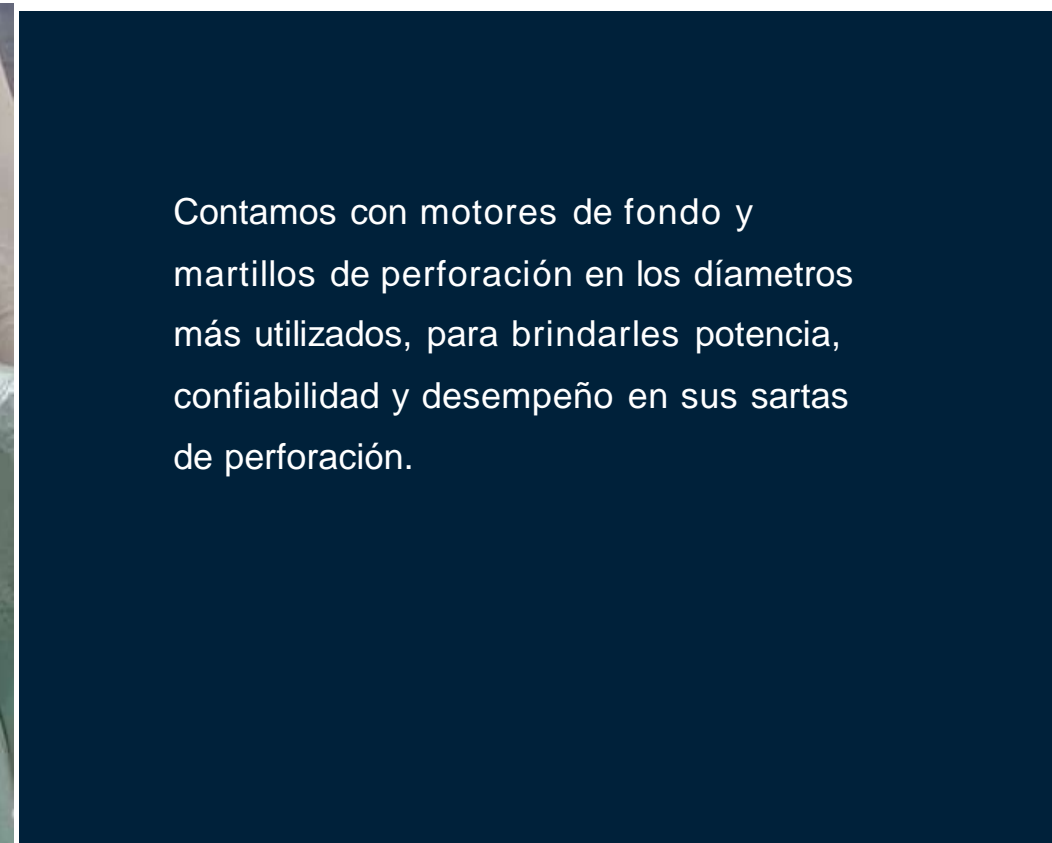 Contamos con motores de fondo y
martillos de perforación en los díametros
más utilizados, para brindarles potencia,
confiabilidad y desempeño en sus sartas
de perforación.